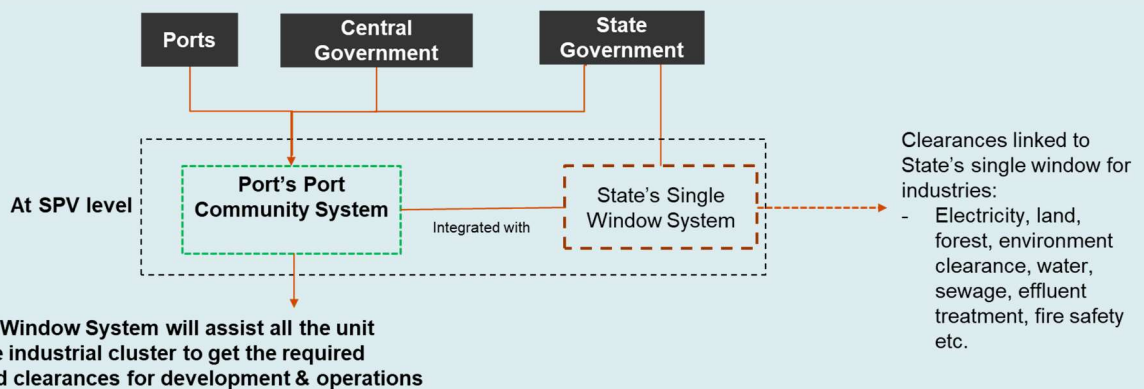 Ports
Central
Government
State
Government
At SPV level
Port's Port
Community System
Integrated with
State's Single
Window System
Clearances linked to
State's single window for
industries:
- Electricity, land,
forest, environment
clearance, water,
sewage, effluent
treatment, fire safety
etc.
Window System will assist all the unit
industrial cluster to get the required
clearances for development & operations